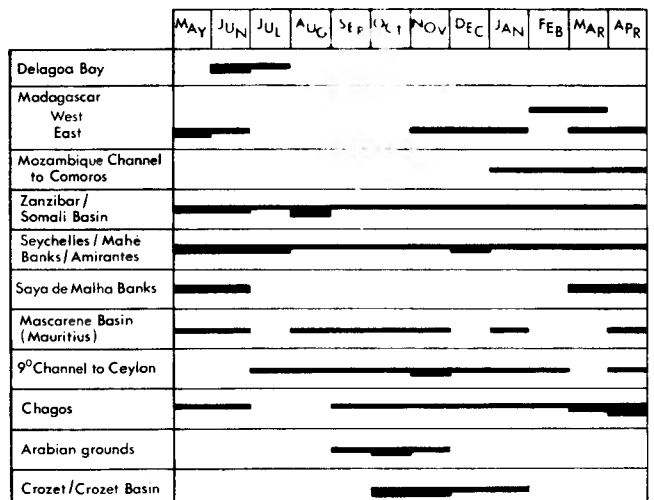 MAY JUN JUL AUG SEP OCT NOV DEC JAN FEB MAR APR
Delagoa Bay
Madagascar
West
East
Mozambique Channel
to Comoros
Zanzibar/
Somali Basin
Seychelles/Mahé
Banks/Amirantes
Saya de Malha Banks
Mascarene Basin
(Mauritius)
9° Channel to Ceylon
Chagos
Arabian grounds
Crozet/Crozet Basin